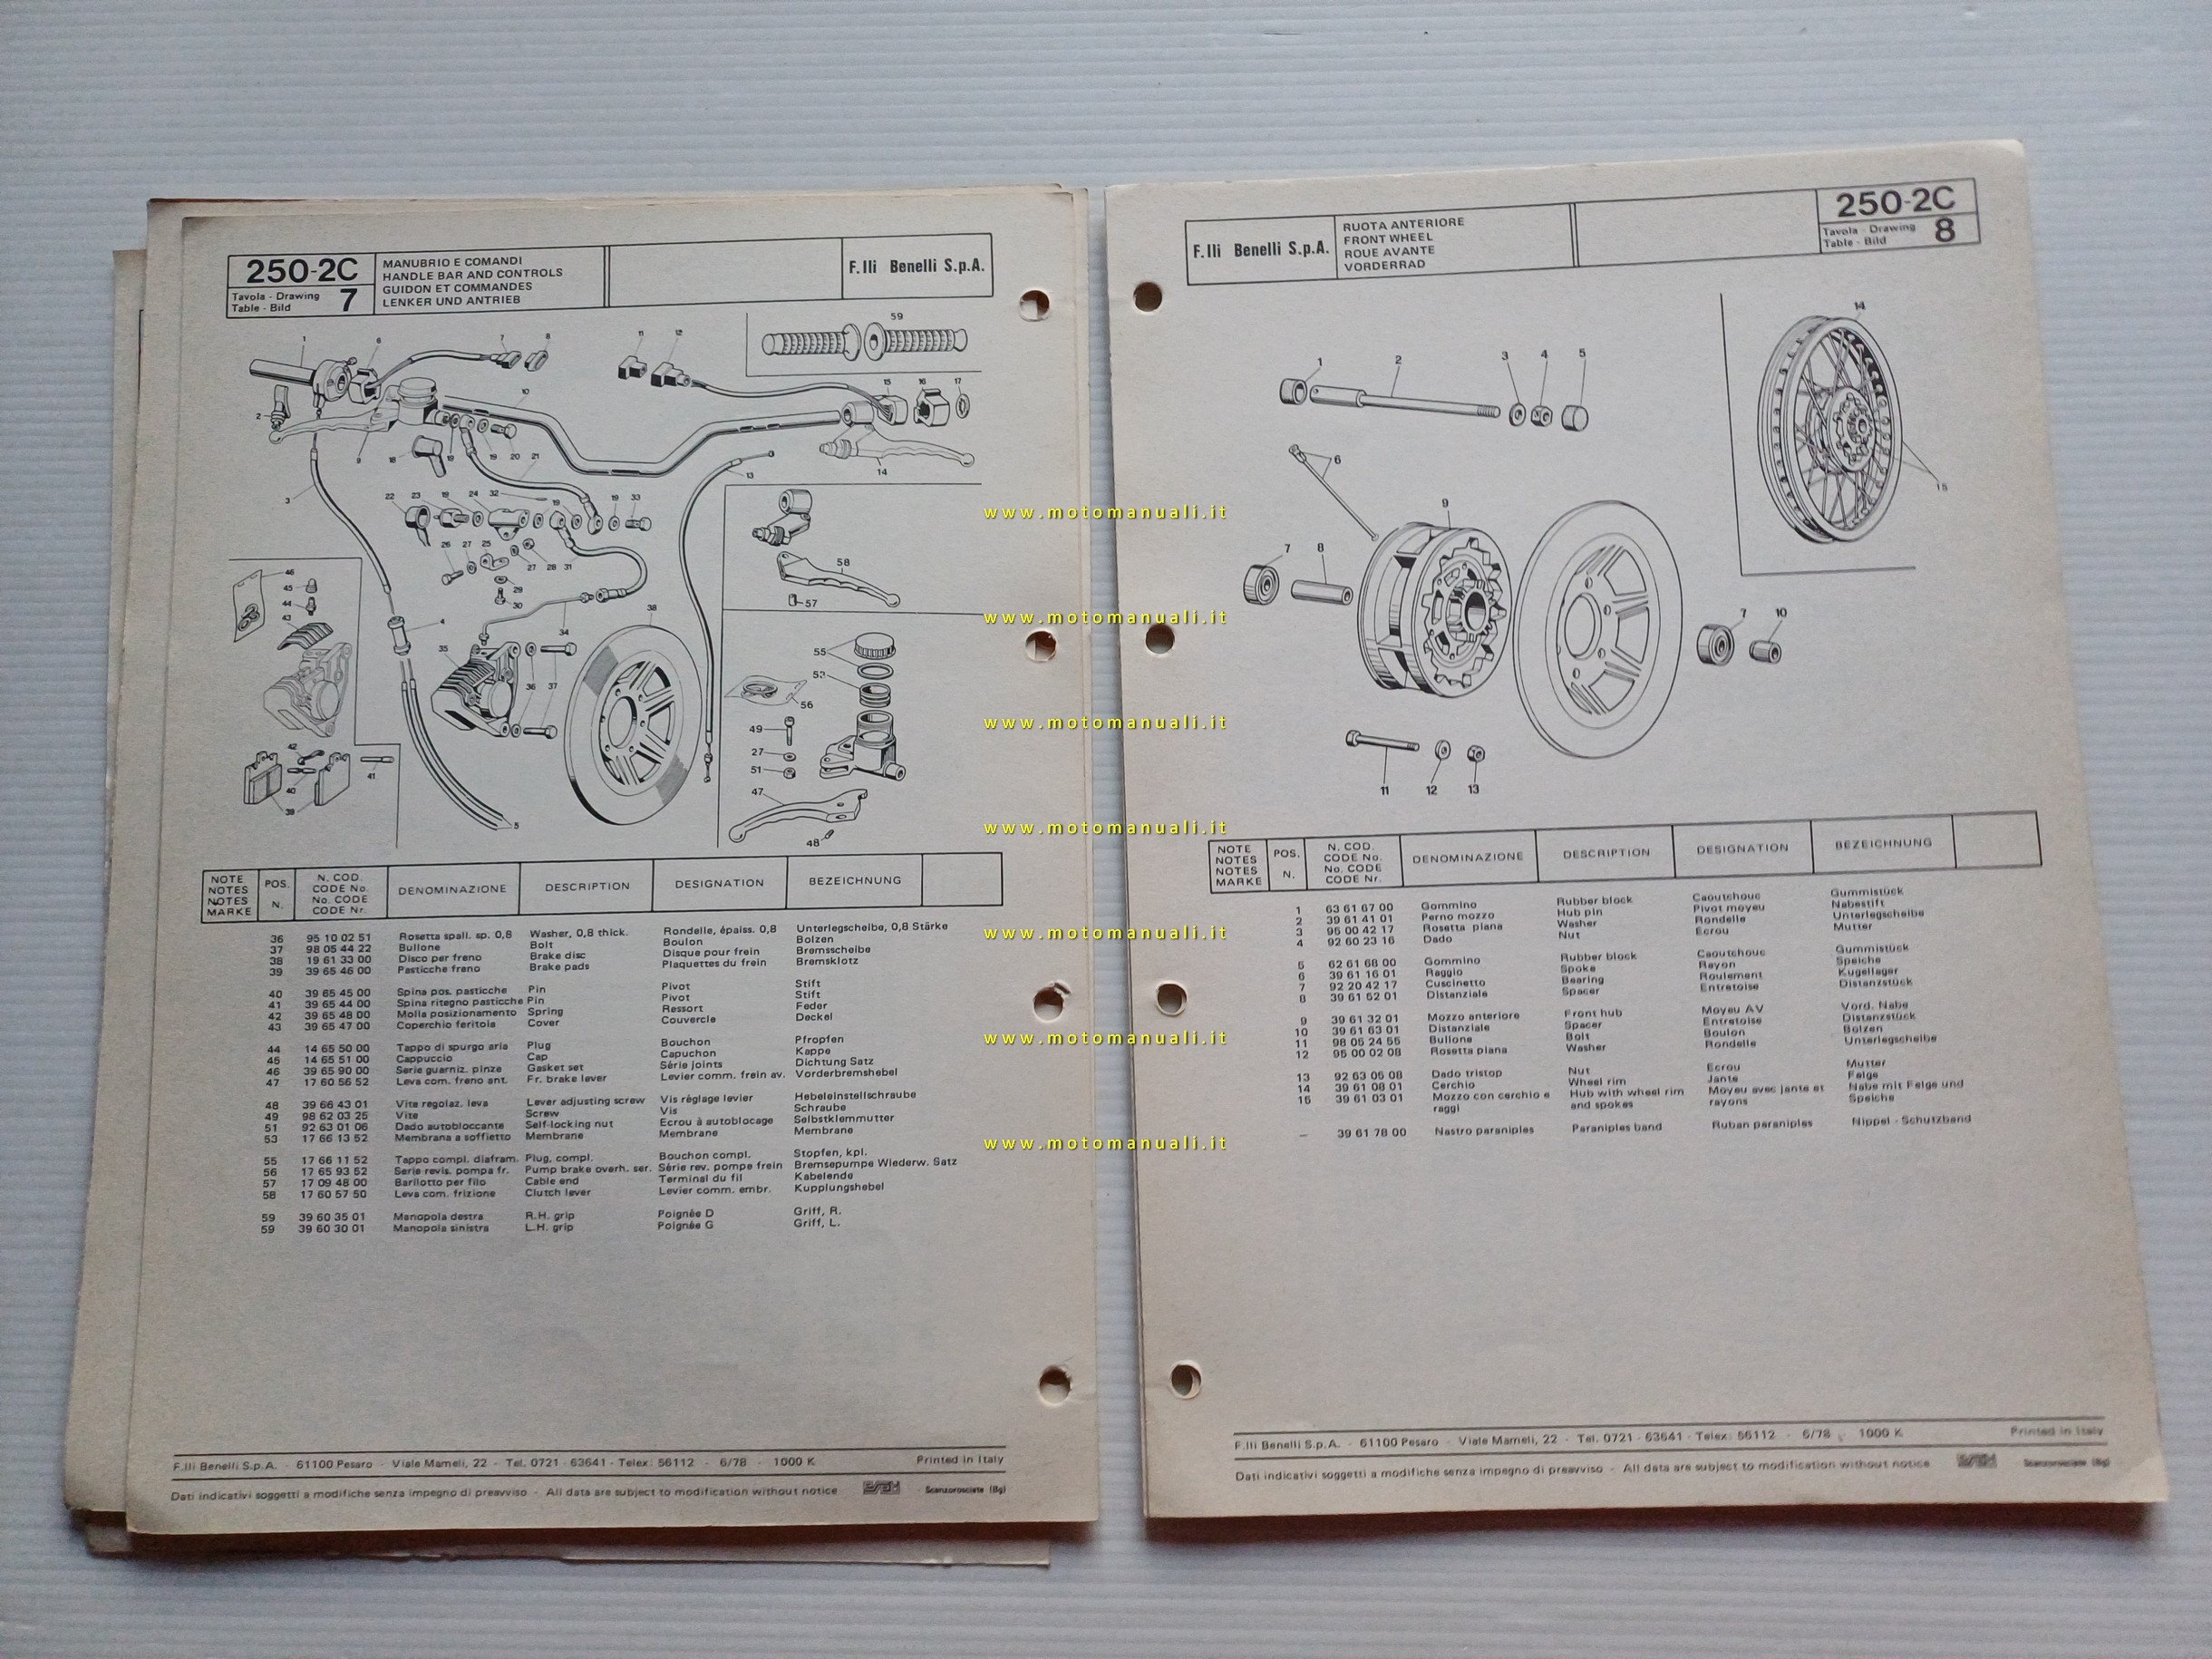 250-2C
Tavola - Drawing
Table - Bild
7
MANUBRIO E COMANDI
HANDLE BAR AND CONTROLS
GUIDON ET COMMANDES
LENKER UND ANTRIEB
F.lli Benelli S.p.A.
NOTE NOTES NOTES MARKE
POS. N.
N. COD. CODE No. No. CODE CODE Nr.
DENOMINAZIONE
DESCRIPTION
DESIGNATION
BEZEICHNUNG
36 95 10 02 51 Rosetta spall. sp. 0,8 Washer, 0,8 thick. Rondelle, épaiss. 0,8 Unterlegscheibe, 0,8 Stärke
37 98 05 44 22 Bullone Bolt Boulon Bolzen
38 19 61 33 00 Disco per freno Brake disc Disque pour frein Bremsscheibe
39 39 65 46 00 Pasticche freno Brake pads Plaquettes du frein Bremsklotz
40 39 65 45 00 Spina pos. pasticche Pin Pivot Stift
41 39 65 44 00 Spina ritegno pasticche Pin Pivot Stift
42 39 65 48 00 Molla posizionamento Spring Ressort Feder
43 39 65 47 00 Coperchio feritoia Cover Couvercle Deckel
44 14 65 50 00 Tappo di spurgo aria Plug Bouchon Pfropfen
45 14 65 51 00 Cappuccio Cap Capuchon Kappe
46 39 65 90 00 Serie guarniz. pinze Gasket set Série joints Dichtung Satz
47 17 60 56 52 Leva com. freno ant. Fr. brake lever Levier comm. frein av. Vorderbremshebel
48 39 66 43 01 Vite regolaz. leva Lever adjusting screw Vis réglage levier Hebeleinstellschraube
49 98 62 03 25 Vite Screw Vis Schraube
51 92 63 01 06 Dado autobloccante Self-locking nut Ecrou à autoblocage Selbstklemmutter
53 17 66 13 52 Membrana a soffietto Membrane Membrane Membrane
55 17 66 11 52 Tappo compl. diafram. Plug, compl. Bouchon compl. Stopfen, kpl.
56 17 65 93 52 Serie revis. pompa fr. Pump brake overh. ser. Série rev. pompe frein Bremsepumpe Wiederw. Satz
57 17 09 48 00 Barilotto per filo Cable end Terminal du fil Kabelende
58 17 60 57 50 Leva com. frizione Clutch lever Levier comm. embr. Kupplungshebel
59 39 60 35 01 Manopola destra R.H. grip Poignée D Griff, R.
59 39 60 30 01 Manopola sinistra L.H. grip Poignée G Griff, L.
F.lli Benelli S.p.A. - 61100 Pesaro - Viale Mameli, 22 - Tel. 0721 - 63641 - Telex: 56112 - 6/78 - 1000 K Printed in Italy
Dati indicativi soggetti a modifiche senza impegno di preavviso - All data are subject to modification without notice Scanzorosciate (Bg)
F.lli Benelli S.p.A.
RUOTA ANTERIORE
FRONT WHEEL
ROUE AVANTE
VORDERRAD
250-2C
Tavola - Drawing
Table - Bild
8
NOTE NOTES NOTES MARKE
POS. N.
N. COD. CODE No. No. CODE CODE Nr.
DENOMINAZIONE
DESCRIPTION
DESIGNATION
BEZEICHNUNG
1 63 61 67 00 Gommino Rubber block Caoutchouc Gummistück
2 39 61 41 01 Perno mozzo Hub pin Pivot moyeu Nabestift
3 95 00 42 17 Rosetta piana Washer Rondelle Unterlegscheibe
4 92 60 23 16 Dado Nut Ecrou Mutter
5 62 61 68 00 Gommino Rubber block Caoutchouc Gummistück
6 39 61 16 01 Raggio Spoke Rayon Speiche
7 92 20 42 17 Cuscinetto Bearing Roulement Kugellager
8 39 61 52 01 Distanziale Spacer Entretoise Distanzstück
9 39 61 32 01 Mozzo anteriore Front hub Moyeu AV Vord. Nabe
10 39 61 63 01 Distanziale Spacer Entretoise Distanzstück
11 98 05 24 55 Bullone Bolt Boulon Bolzen
12 95 00 02 08 Rosetta piana Washer Rondelle Unterlegscheibe
13 92 63 05 08 Dado tristop Nut Ecrou Mutter
14 39 61 08 01 Cerchio Wheel rim Jante Felge
15 39 61 03 01 Mozzo con cerchio e raggi Hub with wheel rim and spokes Moyeu avec jante et rayons Nabe mit Felge und Speiche
— 39 61 78 00 Nastro paraniples Paraniples band Ruban paraniples Nippel - Schutzband
F.lli Benelli S.p.A. - 61100 Pesaro - Viale Mameli, 22 - Tel. 0721 - 63641 - Telex: 56112 - 6/78 - 1000 K Printed in Italy
Dati indicativi soggetti a modifiche senza impegno di preavviso - All data are subject to modification without notice Scanzorosciate (Bg)
www.motomanuali.it
www.motomanuali.it
www.motomanuali.it
www.motomanuali.it
www.motomanuali.it
www.motomanuali.it
www.motomanuali.it